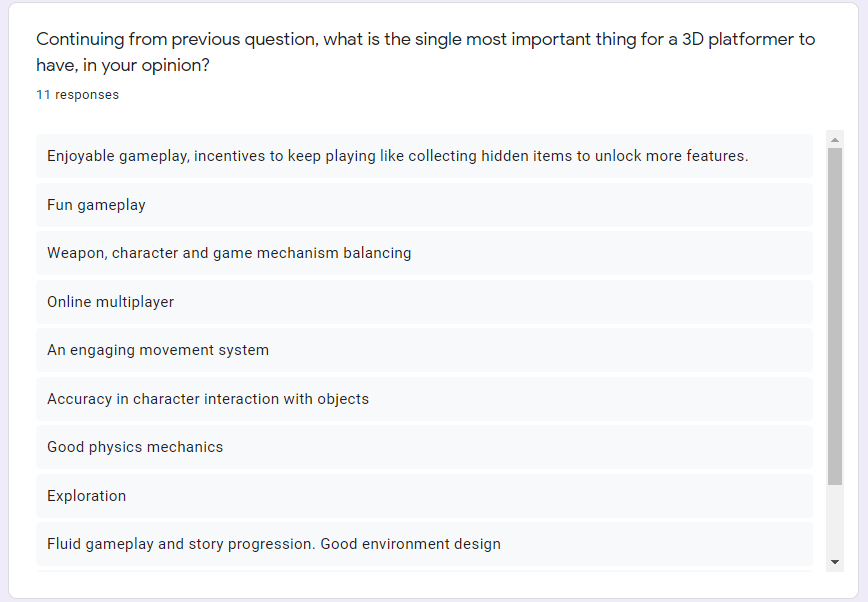 Continuing from previous question, what is the single most important thing for a 3D platformer to
have, in your opinion?
11 responses
Enjoyable gameplay, incentives to keep playing like collecting hidden items to unlock more features.
Fun gameplay
Weapon, character and game mechanism balancing
Online multiplayer
An engaging movement system
Accuracy in character interaction with objects
Good physics mechanics
Exploration
Fluid gameplay and story progression. Good environment design